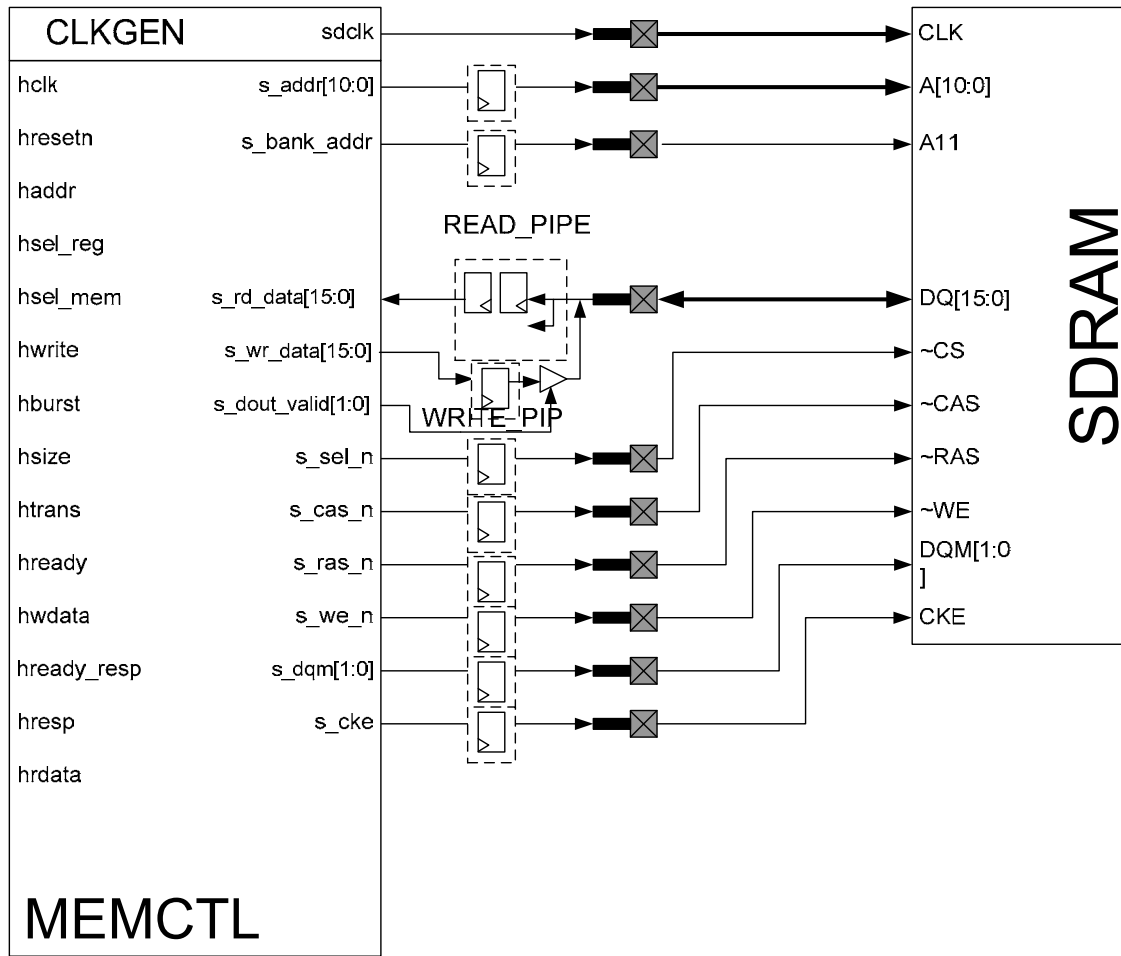 CLKGEN
sdclk
CLK
hclk
s_addr[10:0]
A[10:0]
hresetn
s_bank_addr
A11
haddr
READ_PIPE
hsel_reg
hsel_mem
s_rd_data[15:0]
DQ[15:0]
hwrite
s_wr_data[15:0]
~CS
hburst
s_dout_valid[1:0]
WRITE_PIP
~CAS
hsize
s_sel_n
~RAS
htrans
s_cas_n
~WE
hready
s_ras_n
DQM[1:0
]
hwdata
s_we_n
CKE
hready_resp
s_dqm[1:0]
hresp
s_cke
hrdata
MEMCTL
SDRAM